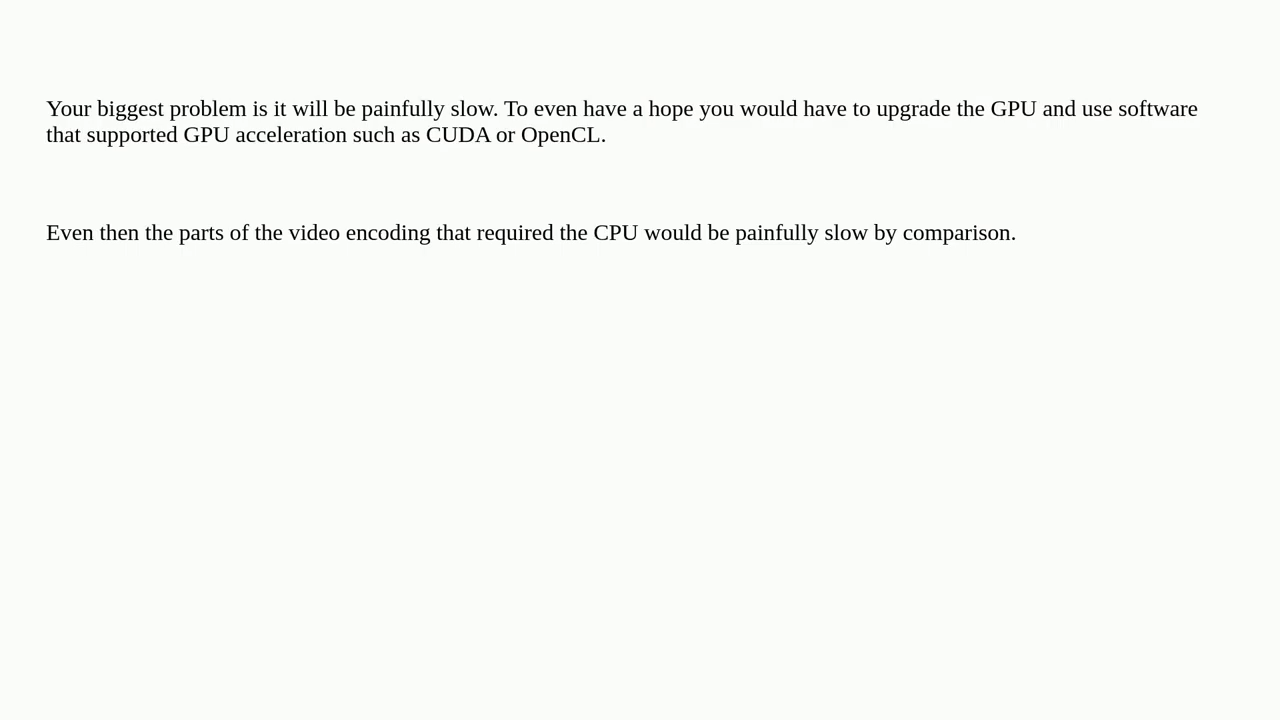 Your biggest problem is it will be painfully slow. To even have a hope you would have to upgrade the GPU and use software
that supported GPU acceleration such as CUDA or OpenCL.
Even then the parts of the video encoding that required the CPU would be painfully slow by comparison.